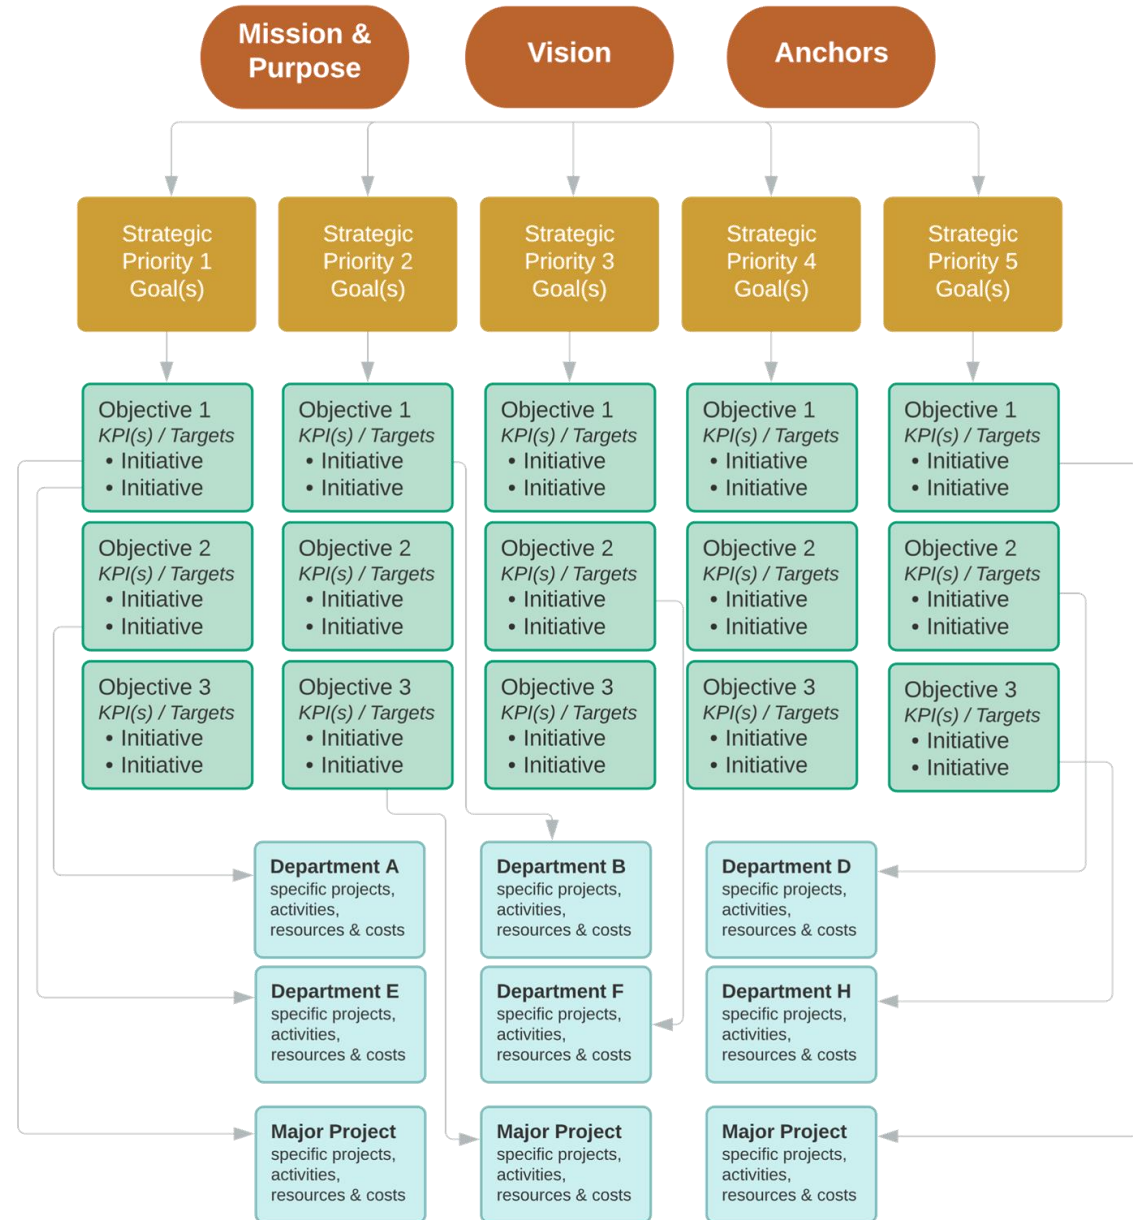 Mission &
Purpose
Vision
Anchors
Strategic
Priority 1
Goal(s)
Strategic
Priority 2
Goal(s)
Strategic
Priority 3
Goal(s)
Strategic
Priority 4
Goal(s)
Strategic
Priority 5
Goal(s)
Objective 1
KPI(s) / Targets
• Initiative
• Initiative
Objective 1
KPI(s) / Targets
• Initiative
• Initiative
Objective 1
KPI(s) / Targets
• Initiative
• Initiative
Objective 1
KPI(s) / Targets
• Initiative
• Initiative
Objective 1
KPI(s) / Targets
• Initiative
• Initiative
Objective 2
KPI(s) / Targets
• Initiative
• Initiative
Objective 2
KPI(s) / Targets
• Initiative
• Initiative
Objective 2
KPI(s) / Targets
• Initiative
• Initiative
Objective 2
KPI(s) / Targets
• Initiative
• Initiative
Objective 2
KPI(s) / Targets
• Initiative
• Initiative
Objective 3
KPI(s) / Targets
• Initiative
• Initiative
Objective 3
KPI(s) / Targets
• Initiative
• Initiative
Objective 3
KPI(s) / Targets
• Initiative
• Initiative
Objective 3
KPI(s) / Targets
• Initiative
• Initiative
Objective 3
KPI(s) / Targets
• Initiative
• Initiative
Department A
specific projects,
activities,
resources & costs
Department B
specific projects,
activities,
resources & costs
Department D
specific projects,
activities,
resources & costs
Department E
specific projects,
activities,
resources & costs
Department F
specific projects,
activities,
resources & costs
Department H
specific projects,
activities,
resources & costs
Major Project
specific projects,
activities,
resources & costs
Major Project
specific projects,
activities,
resources & costs
Major Project
specific projects,
activities,
resources & costs